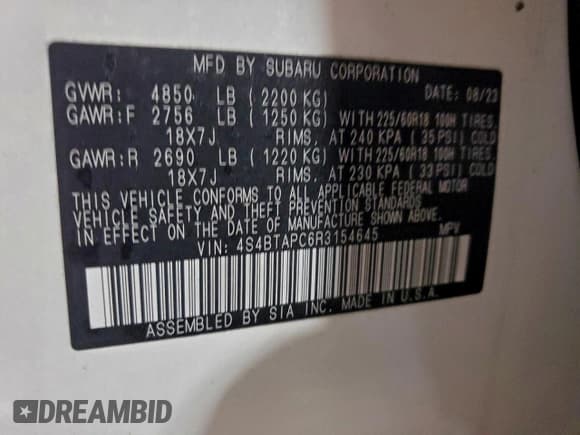 MFD BY SUBARU CORPORATION
GVWR: 4850 LB ( 2200 KG) DATE: 08/23
GAWR:F 2756 LB ( 1250 KG) WITH 225/60R18 100H TIRES,
18X7J RIMS, AT 240 KPA ( 35 PSI) COLD
GAWR:R 2690 LB ( 1220 KG) WITH 225/60R18 100H TIRES,
18X7J RIMS, AT 230 KPA ( 33 PSI) COLD
THIS VEHICLE CONFORMS TO ALL APPLICABLE FEDERAL MOTOR
VEHICLE SAFETY AND THEFT PREVENTION STANDARDS
IN EFFECT ON THE DATE OF MANUFACTURE SHOWN ABOVE.
VIN: 4S4BTAPC6R3154645 MPV
ASSEMBLED BY SIA INC. MADE IN U.S.A.
DREAMBID